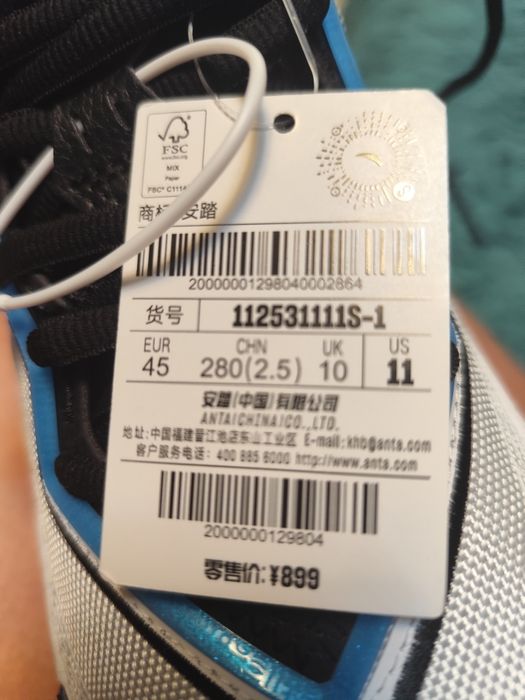 FSC
MIX
Paper
商标 安踏
20000001298040002864
货号 112531111S-1
EUR CHN UK US
45 280(2.5) 10 11
安踏(中国)有限公司
ANTA(CHINA)CO.,LTD.
地址:中国福建晋江池店东山工业区 E-mail:khb@anta.com
客户服务电话: 400 885 6000 http://www.anta.com
2000000129804
零售价:¥899